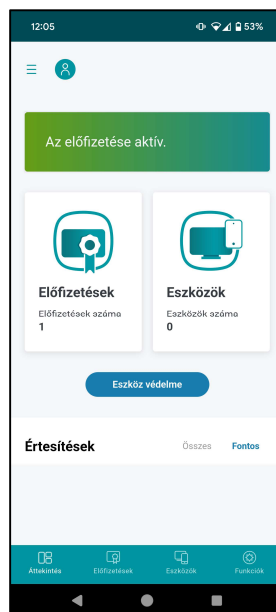 12:05
53%
Az előfizetése aktív.
Előfizetések
Előfizetések száma
1
Eszközök
Eszközök száma
0
Eszköz védelme
Értesítések
Összes
Fontos
Áttekintés
Előfizetések
Eszközök
Funkciók